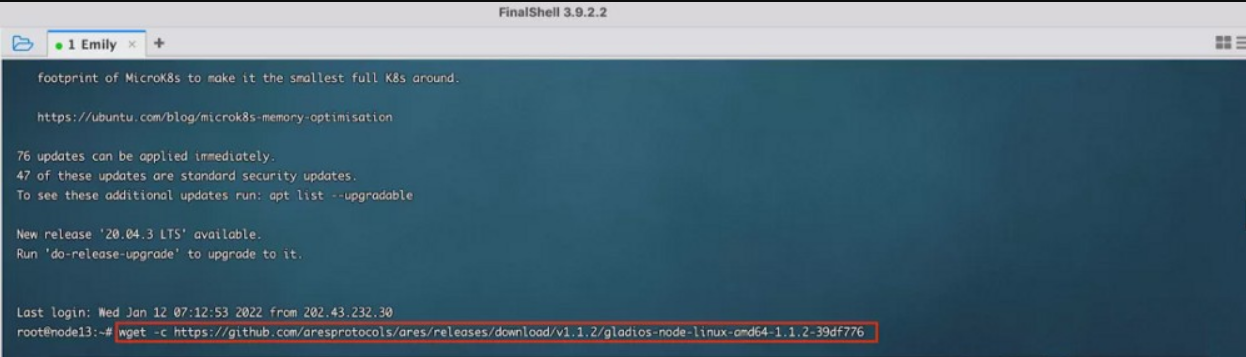 FinalShell 3.9.2.2
1 Emily × +
footprint of MicroK8s to make it the smallest full K8s around.
https://ubuntu.com/blog/microk8s-memory-optimisation
76 updates can be applied immediately.
47 of these updates are standard security updates.
To see these additional updates run: apt list --upgradable
New release '20.04.3 LTS' available.
Run 'do-release-upgrade' to upgrade to it.
Last login: Wed Jan 12 07:12:53 2022 from 202.43.232.30
root@node13:~# wget -c https://github.com/aresprotocols/ares/releases/download/v1.1.2/gladios-node-linux-amd64-1.1.2-39df776